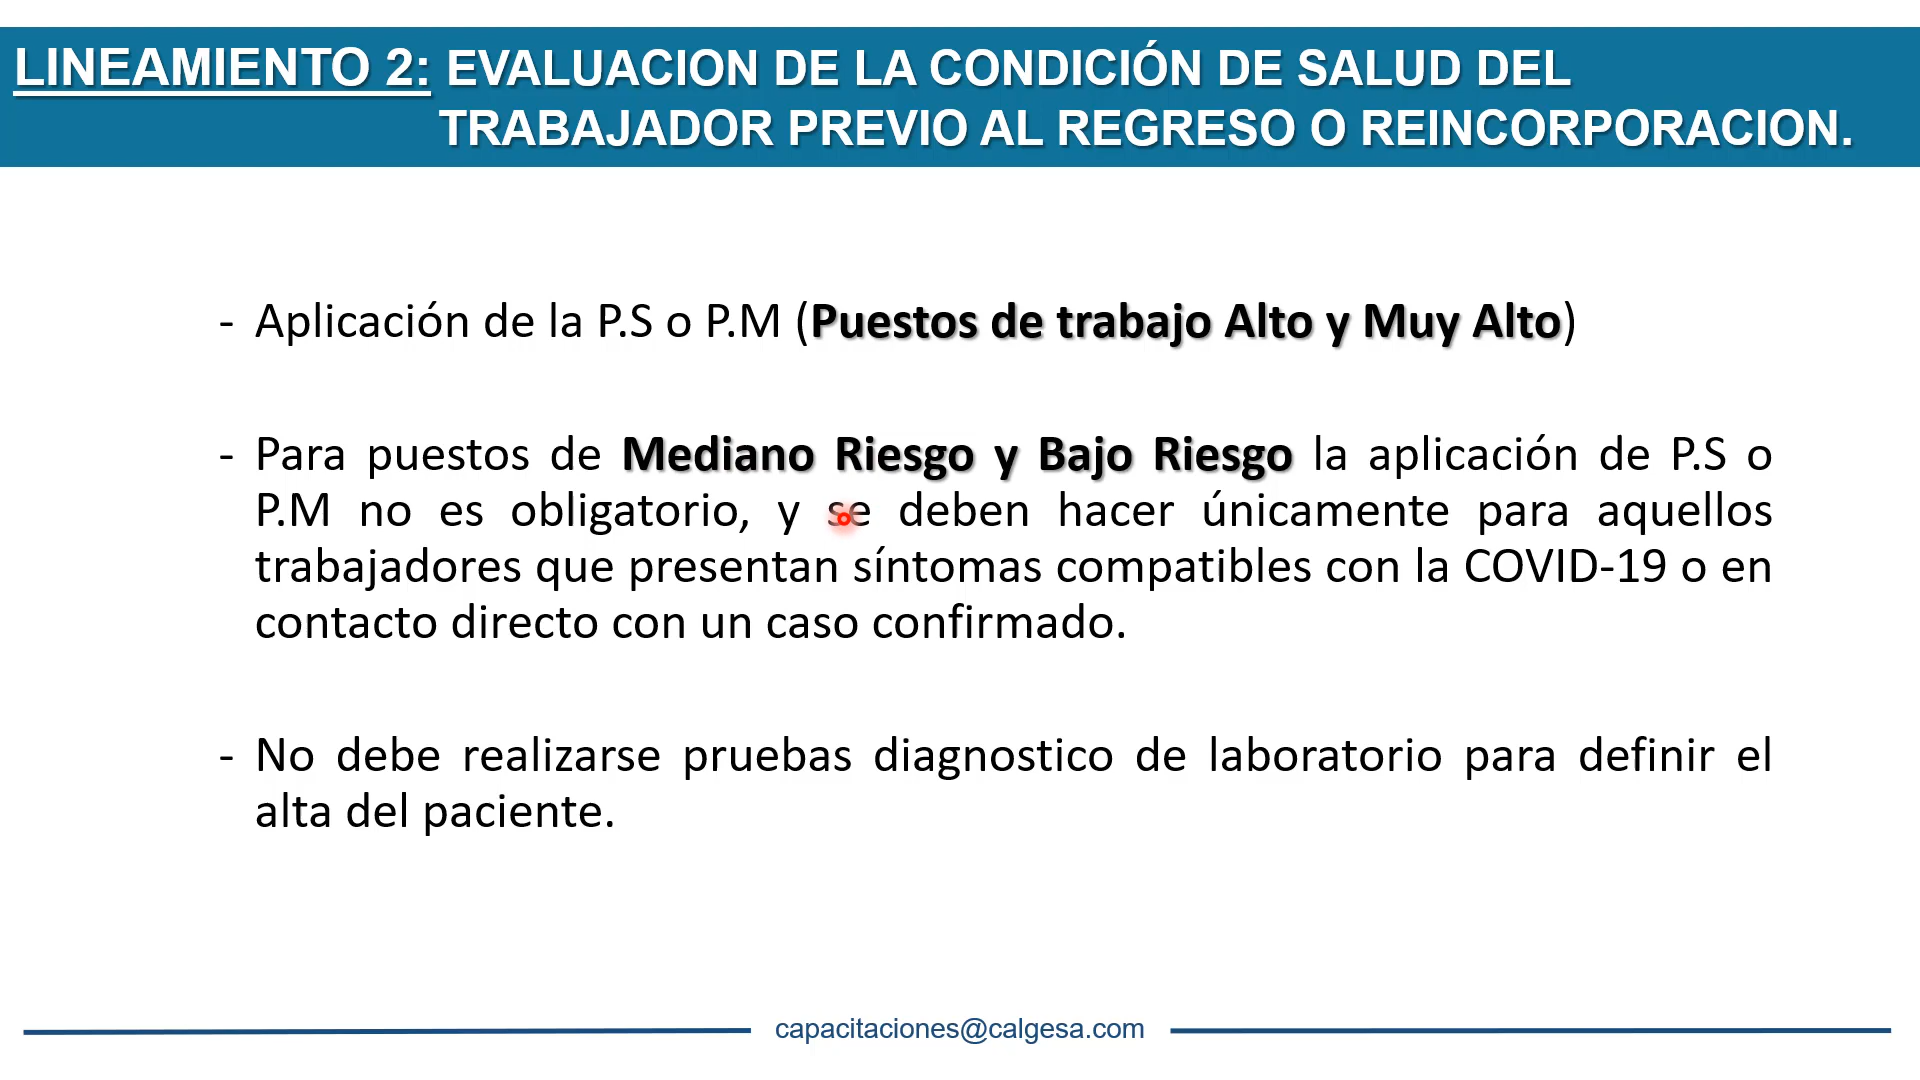 LINEAMIENTO 2: EVALUACION DE LA CONDICIÓN DE SALUD DEL
TRABAJADOR PREVIO AL REGRESO O REINCORPORACION.
- Aplicación de la P.S o P.M (Puestos de trabajo Alto y Muy Alto)
- Para puestos de Mediano Riesgo y Bajo Riesgo la aplicación de P.S o
P.M no es obligatorio, y se deben hacer únicamente para aquellos
trabajadores que presentan síntomas compatibles con la COVID-19 o en
contacto directo con un caso confirmado.
- No debe realizarse pruebas diagnostico de laboratorio para definir el
alta del paciente.
capacitaciones@calgesa.com